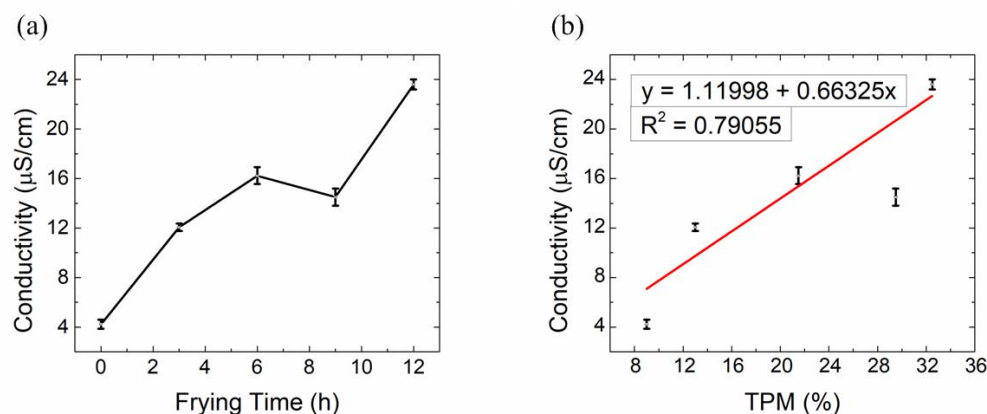 (a)
Conductivity (μS/cm)
24
20
16
12
8
4
0 2 4 6 8 10 12
Frying Time (h)
(b)
Conductivity (μS/cm)
24
20
16
12
8
4
y = 1.11998 + 0.66325x
R² = 0.79055
8 12 16 20 24 28 32 36
TPM (%)